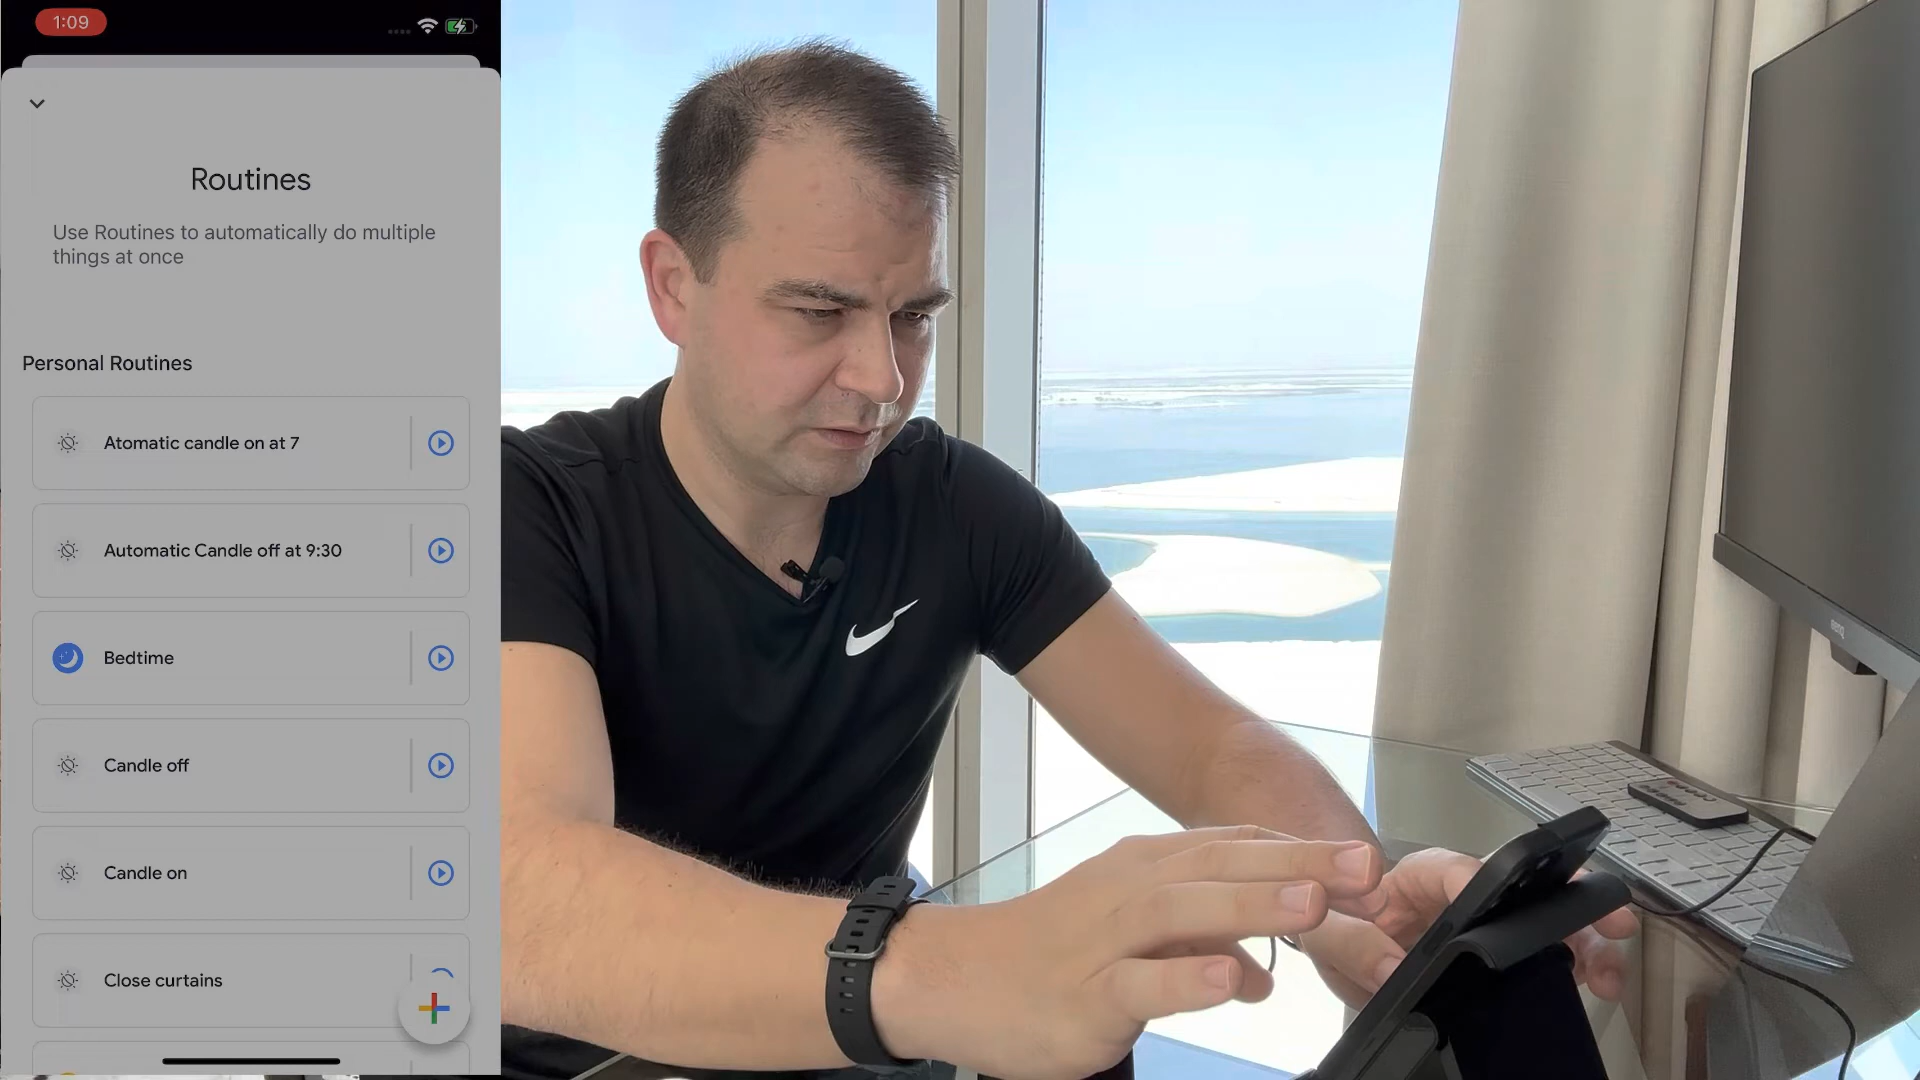 1:09
Routines
Use Routines to automatically do multiple
things at once
Personal Routines
Atomatic candle on at 7
Automatic Candle off at 9:30
Bedtime
Candle off
Candle on
Close curtains
BenQ